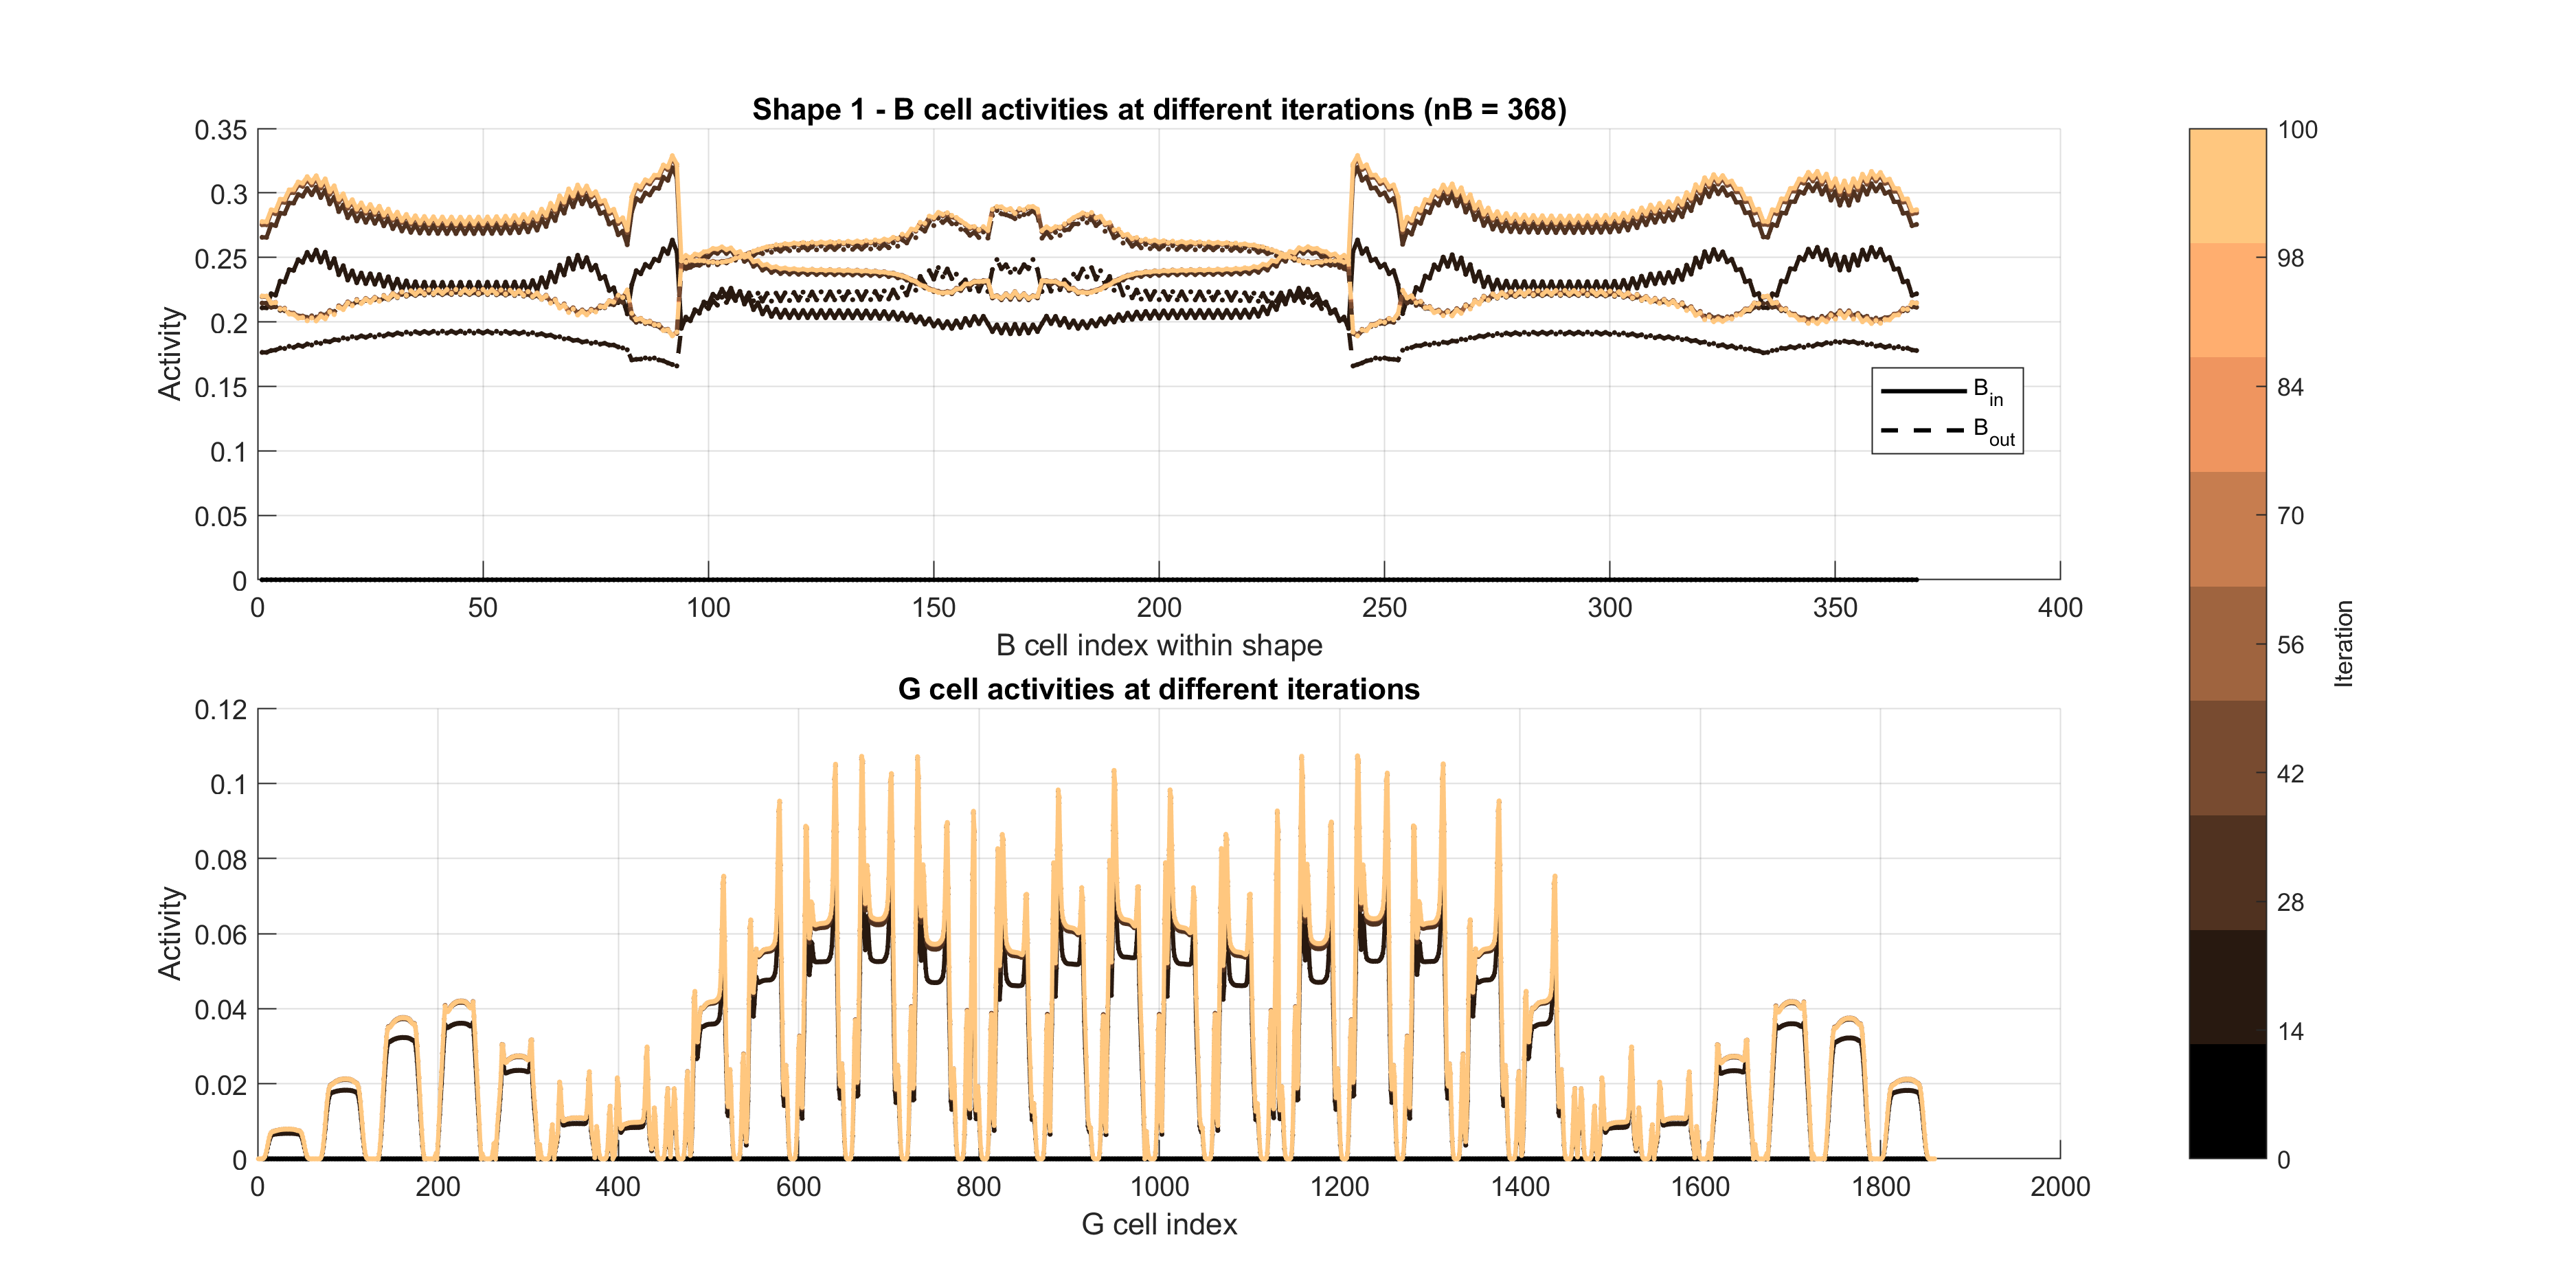 Shape 1 - B cell activities at different iterations (nB = 368)
0.35
0.3
0.25
0.2
0.15
0.1
0.05
0
Activity
0 50 100 150 200 250 300 350 400
B cell index within shape
B_in
B_out
G cell activities at different iterations
0.12
0.1
0.08
0.06
0.04
0.02
0
Activity
0 200 400 600 800 1000 1200 1400 1600 1800 2000
G cell index
100
98
84
70
56
42
28
14
0
Iteration